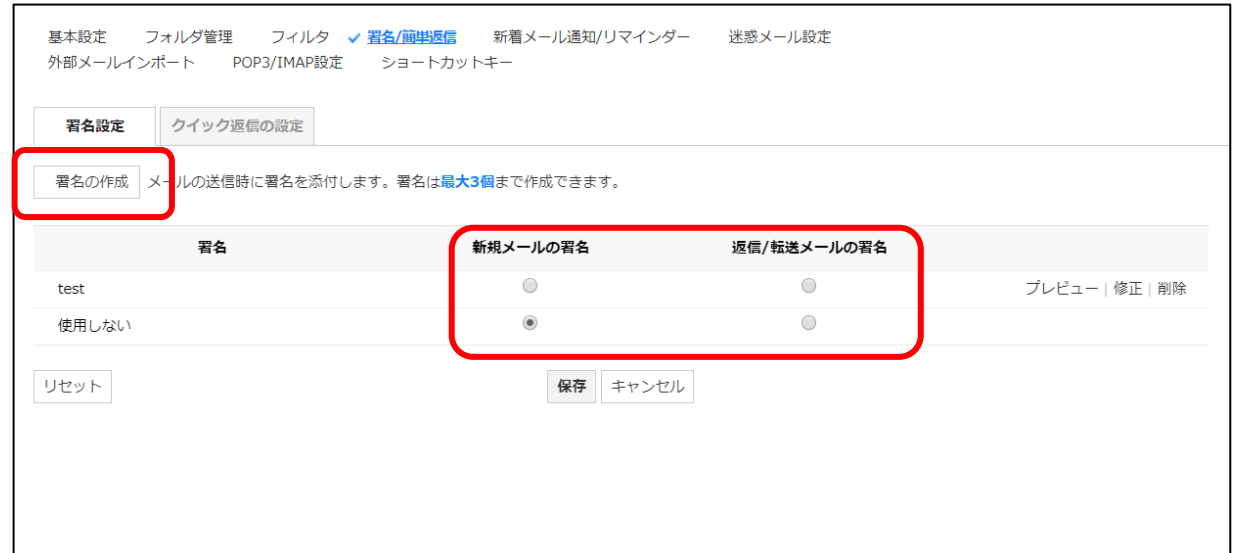 基本設定 フォルダ管理 フィルタ 署名/簡単返信 新着メール通知/リマインダー 迷惑メール設定
外部メールインポート POP3/IMAP設定 ショートカットキー
署名設定 クイック返信の設定
署名の作成 メールの送信時に署名を添付します。署名は最大3個まで作成できます。
署名 新規メールの署名 返信/転送メールの署名
test プレビュー | 修正 | 削除
使用しない
リセット 保存 キャンセル